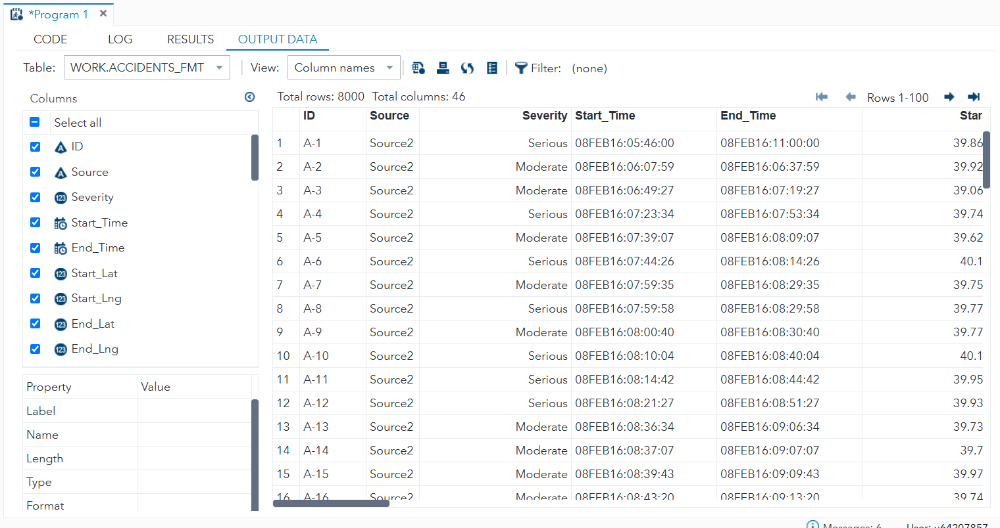 *Program 1 ×
CODE LOG RESULTS OUTPUT DATA
Table: WORK.ACCIDENTS_FMT View: Column names Filter: (none)
Columns
Select all
ID
Source
Severity
Start_Time
End_Time
Start_Lat
Start_Lng
End_Lat
End_Lng
Property Value
Label
Name
Length
Type
Format
Total rows: 8000 Total columns: 46 Rows 1-100
ID Source Severity Start_Time End_Time Star
1 A-1 Source2 Serious 08FEB16:05:46:00 08FEB16:11:00:00 39.86
2 A-2 Source2 Moderate 08FEB16:06:07:59 08FEB16:06:37:59 39.92
3 A-3 Source2 Moderate 08FEB16:06:49:27 08FEB16:07:19:27 39.06
4 A-4 Source2 Serious 08FEB16:07:23:34 08FEB16:07:53:34 39.74
5 A-5 Source2 Moderate 08FEB16:07:39:07 08FEB16:08:09:07 39.62
6 A-6 Source2 Serious 08FEB16:07:44:26 08FEB16:08:14:26 40.1
7 A-7 Source2 Moderate 08FEB16:07:59:35 08FEB16:08:29:35 39.75
8 A-8 Source2 Serious 08FEB16:07:59:58 08FEB16:08:29:58 39.77
9 A-9 Source2 Moderate 08FEB16:08:00:40 08FEB16:08:30:40 39.77
10 A-10 Source2 Serious 08FEB16:08:10:04 08FEB16:08:40:04 40.1
11 A-11 Source2 Serious 08FEB16:08:14:42 08FEB16:08:44:42 39.95
12 A-12 Source2 Serious 08FEB16:08:21:27 08FEB16:08:51:27 39.93
13 A-13 Source2 Moderate 08FEB16:08:36:34 08FEB16:09:06:34 39.73
14 A-14 Source2 Moderate 08FEB16:08:37:07 08FEB16:09:07:07 39.7
15 A-15 Source2 Moderate 08FEB16:08:39:43 08FEB16:09:09:43 39.97
16 A-16 Source2 Moderate 08FEB16:08:43:20 08FEB16:09:13:20 39.74
Messages: 6 User: u64207857